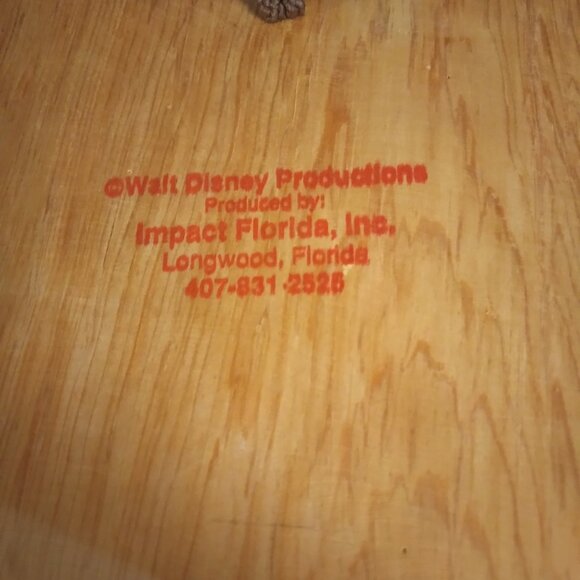 ©Walt Disney Productions
Produced by:
Impact Florida, Inc.
Longwood, Florida
407-831-2525